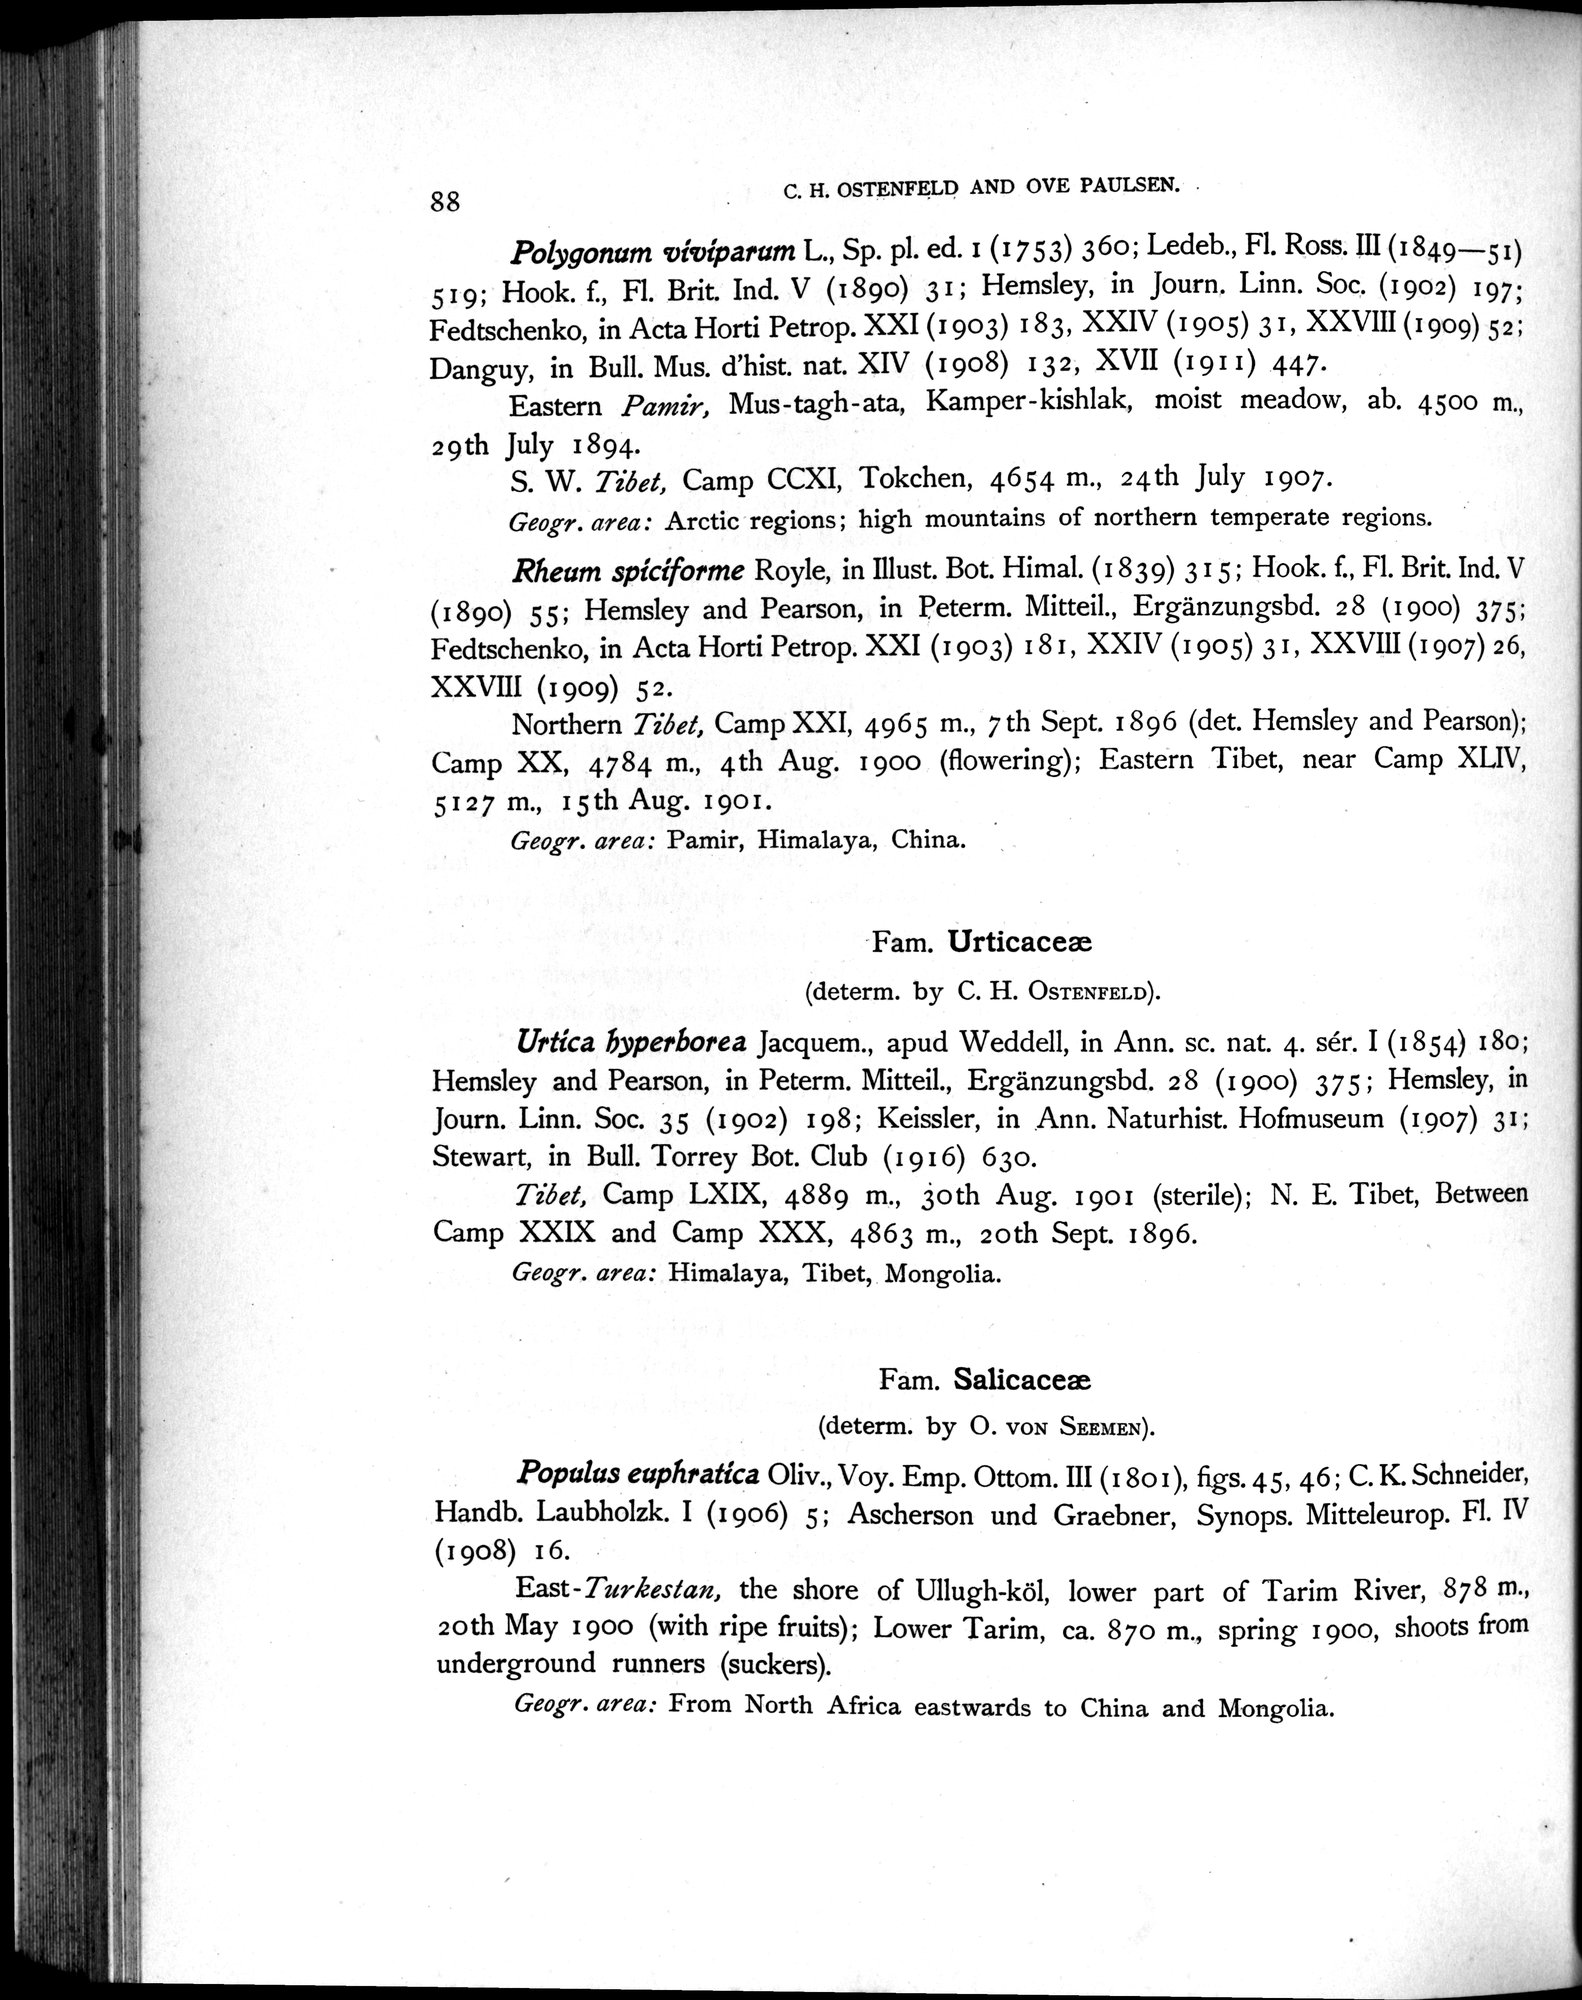 88
C. H. OSTENFELD AND OVE PAULSEN.
Polygonum viviparum L., Sp. pl. ed. 1 (1753) 360; Ledeb., Fl. Ross. III (1849—51)
519; Hook. f., Fl. Brit. Ind. V (1890) 31; Hemsley, in Journ. Linn. Soc. (1902) 197;
Fedtschenko, in Acta Horti Petrop. XXI (1903) 183, XXIV (1905) 31, XXVIII (1909) 52;
Danguy, in Bull. Mus. d'hist. nat. XIV (1908) 132, XVII (1911) 447.
Eastern Pamir, Mus-tagh-ata, Kamper-kishlak, moist meadow, ab. 4500 m.,
29th July 1894.
S. W. Tibet, Camp CCXI, Tokchen, 4654 m., 24th July 1907.
Geogr. area: Arctic regions; high mountains of northern temperate regions.
Rheum spiciforme Royle, in Illust. Bot. Himal. (1839) 315; Hook. f., Fl. Brit. Ind. V
(1890) 55; Hemsley and Pearson, in Peterm. Mitteil., Ergänzungsbd. 28 (1900) 375;
Fedtschenko, in Acta Horti Petrop. XXI (1903) 181, XXIV (1905) 31, XXVIII (1907) 26,
XXVIII (1909) 52.
Northern Tibet, Camp XXI, 4965 m., 7th Sept. 1896 (det. Hemsley and Pearson);
Camp XX, 4784 m., 4th Aug. 1900 (flowering); Eastern Tibet, near Camp XLIV,
5127 m., 15th Aug. 1901.
Geogr. area: Pamir, Himalaya, China.
Fam. Urticaceæ
(determ. by C. H. OSTENFELD).
Urtica hyperborea Jacquem., apud Weddell, in Ann. sc. nat. 4. sér. I (1854) 180;
Hemsley and Pearson, in Peterm. Mitteil., Ergänzungsbd. 28 (1900) 375; Hemsley, in
Journ. Linn. Soc. 35 (1902) 198; Keissler, in Ann. Naturhist. Hofmuseum (1907) 31;
Stewart, in Bull. Torrey Bot. Club (1916) 630.
Tibet, Camp LXIX, 4889 m., 30th Aug. 1901 (sterile); N. E. Tibet, Between
Camp XXIX and Camp XXX, 4863 m., 20th Sept. 1896.
Geogr. area: Himalaya, Tibet, Mongolia.
Fam. Salicaceæ
(determ. by O. VON SEEMEN).
Populus euphratica Oliv., Voy. Emp. Ottom. III (1801), figs. 45, 46; C. K. Schneider,
Handb. Laubholzk. I (1906) 5; Ascherson und Graebner, Synops. Mitteleurop. Fl. IV
(1908) 16.
East-Turkestan, the shore of Ullugh-köl, lower part of Tarim River, 878 m.,
20th May 1900 (with ripe fruits); Lower Tarim, ca. 870 m., spring 1900, shoots from
underground runners (suckers).
Geogr. area: From North Africa eastwards to China and Mongolia.